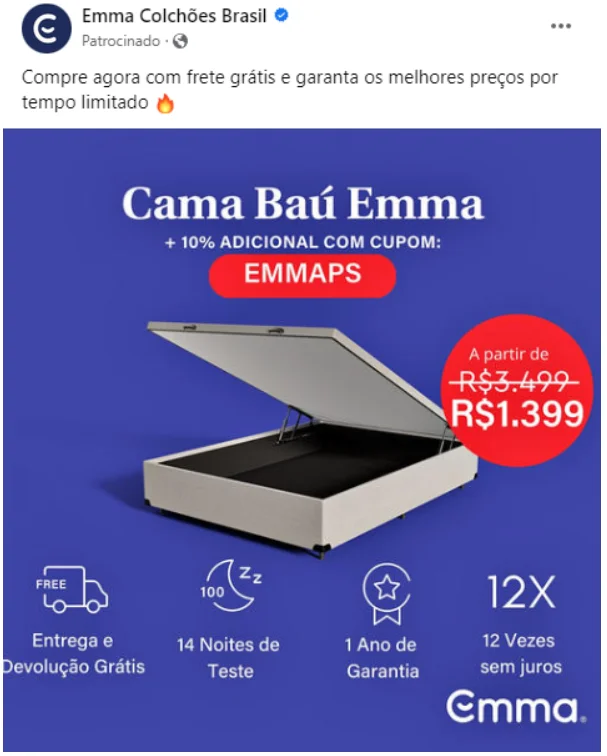 Emma Colchões Brasil
Patrocinado ·
Compre agora com frete grátis e garanta os melhores preços por
tempo limitado 🔥
Cama Baú Emma
+ 10% ADICIONAL COM CUPOM:
EMMAPS
A partir de
R$3.499
R$1.399
FREE
Entrega e
Devolução Grátis
100
ZZ
14 Noites de
Teste
1 Ano de
Garantia
12X
12 Vezes
sem juros
Emma®